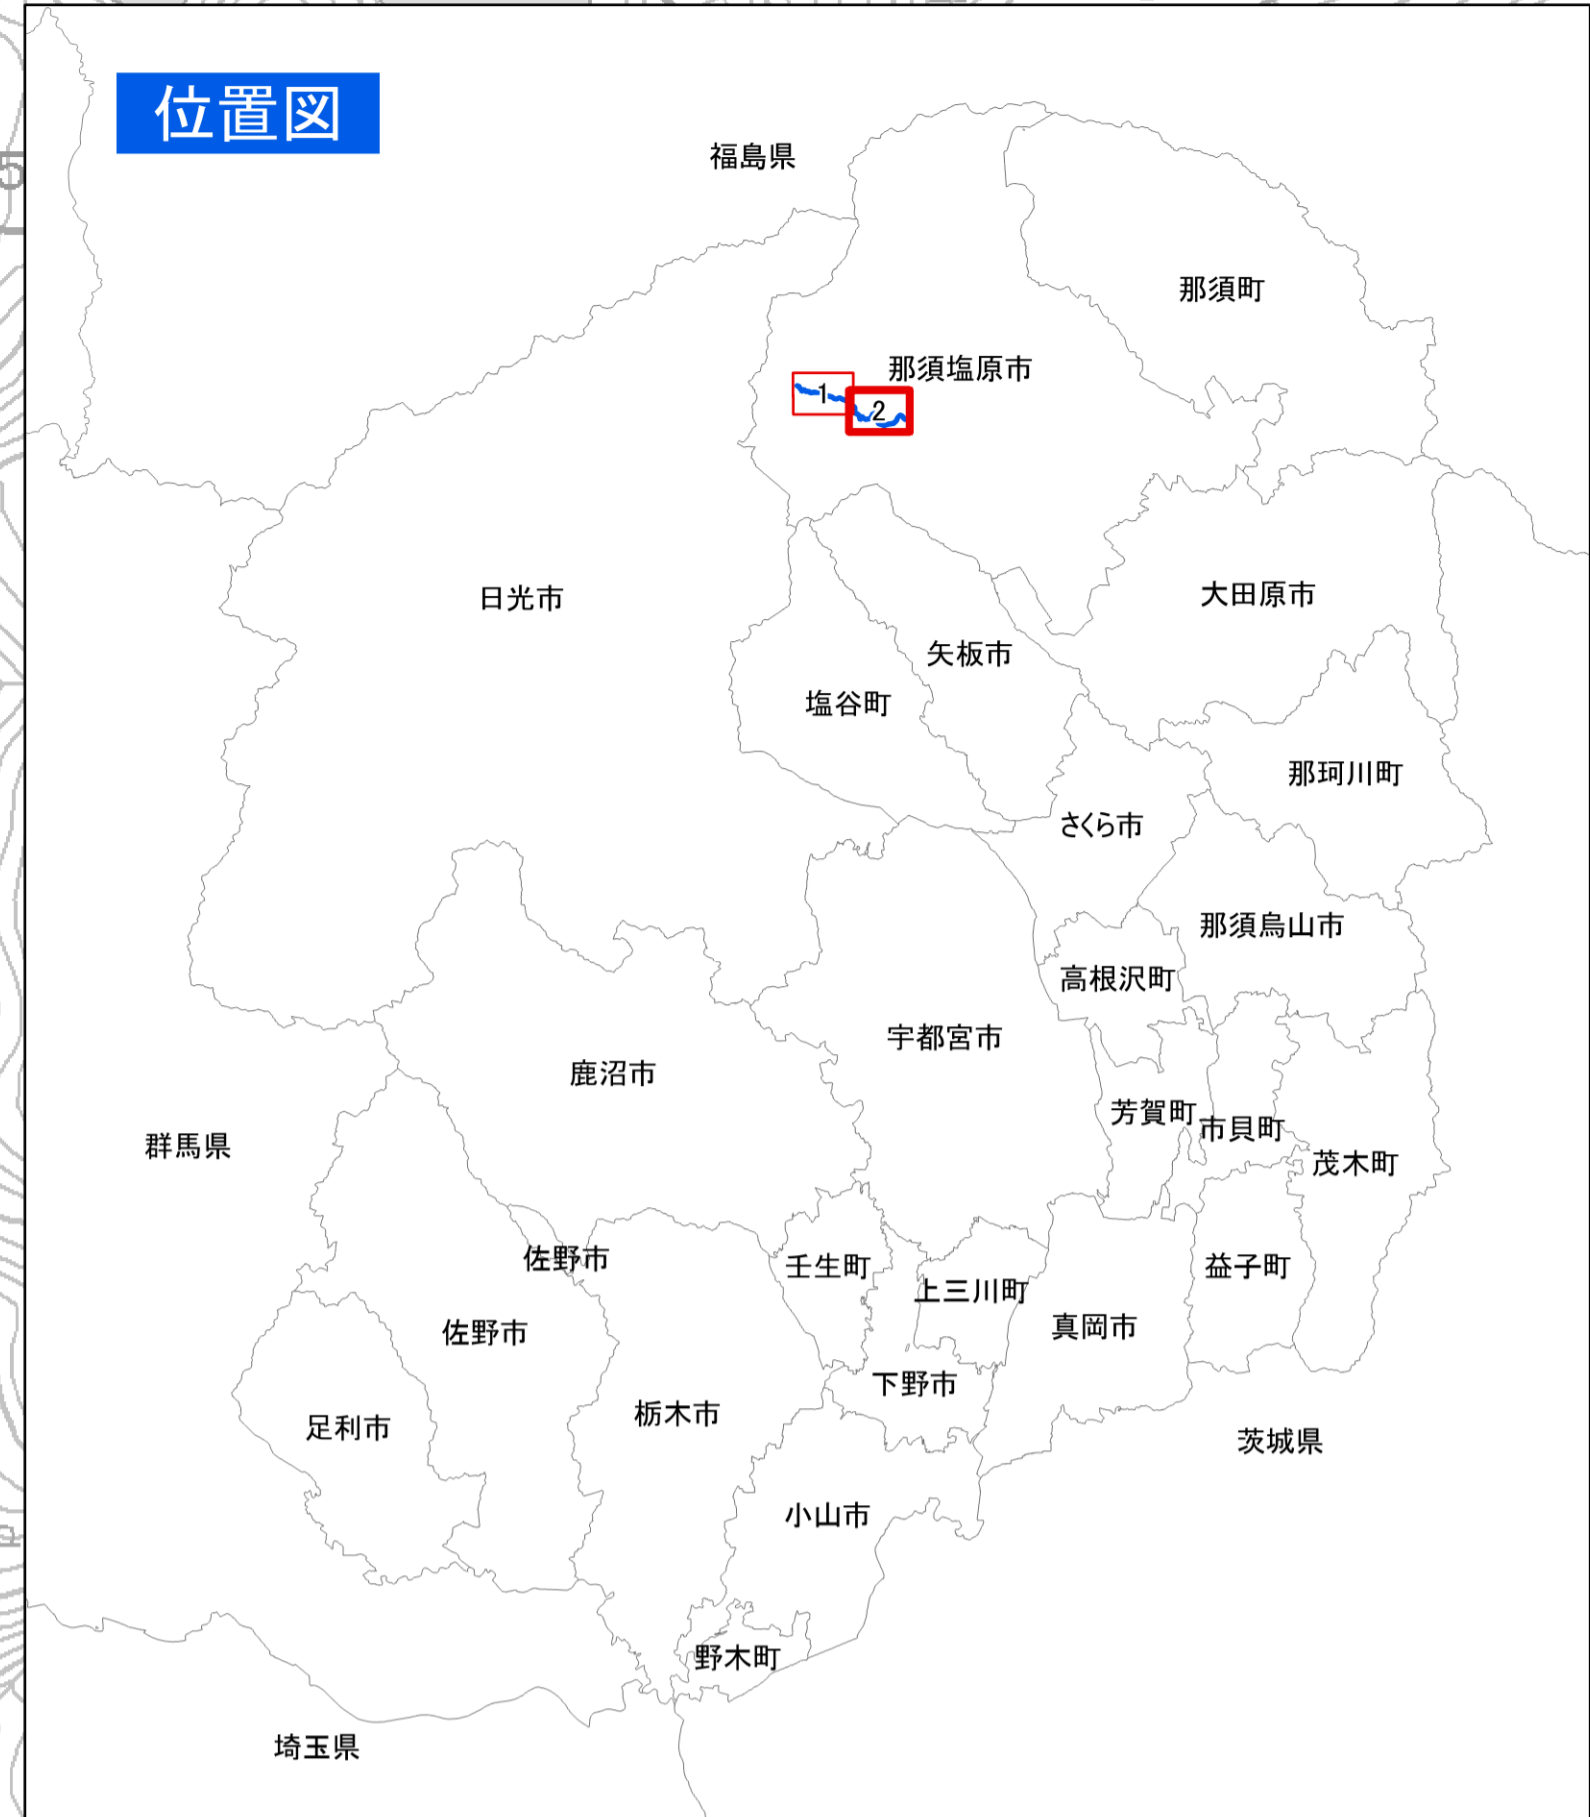 位置図
福島県
那須町
那須塩原市
1
2
日光市
大田原市
矢板市
塩谷町
那珂川町
さくら市
那須烏山市
高根沢町
宇都宮市
鹿沼市
芳賀町
市貝町
群馬県
茂木町
佐野市
壬生町
益子町
上三川町
真岡市
佐野市
下野市
栃木市
足利市
茨城県
小山市
野木町
埼玉県